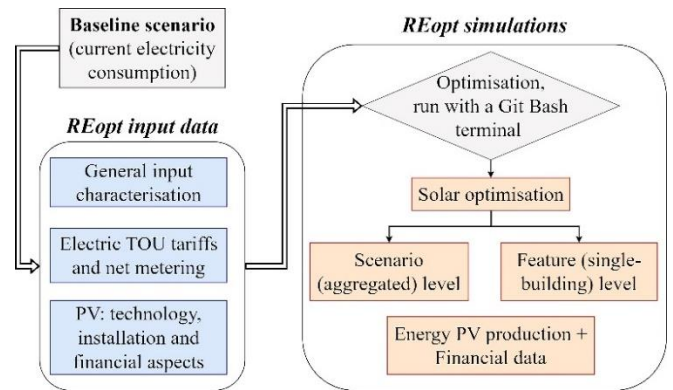 Baseline scenario
(current electricity
consumption)
REopt input data
General input
characterisation
Electric TOU tariffs
and net metering
PV: technology,
installation and
financial aspects
REopt simulations
Optimisation,
run with a Git Bash
terminal
Solar optimisation
Scenario
(aggregated) level
Feature (single-
building) level
Energy PV production +
Financial data